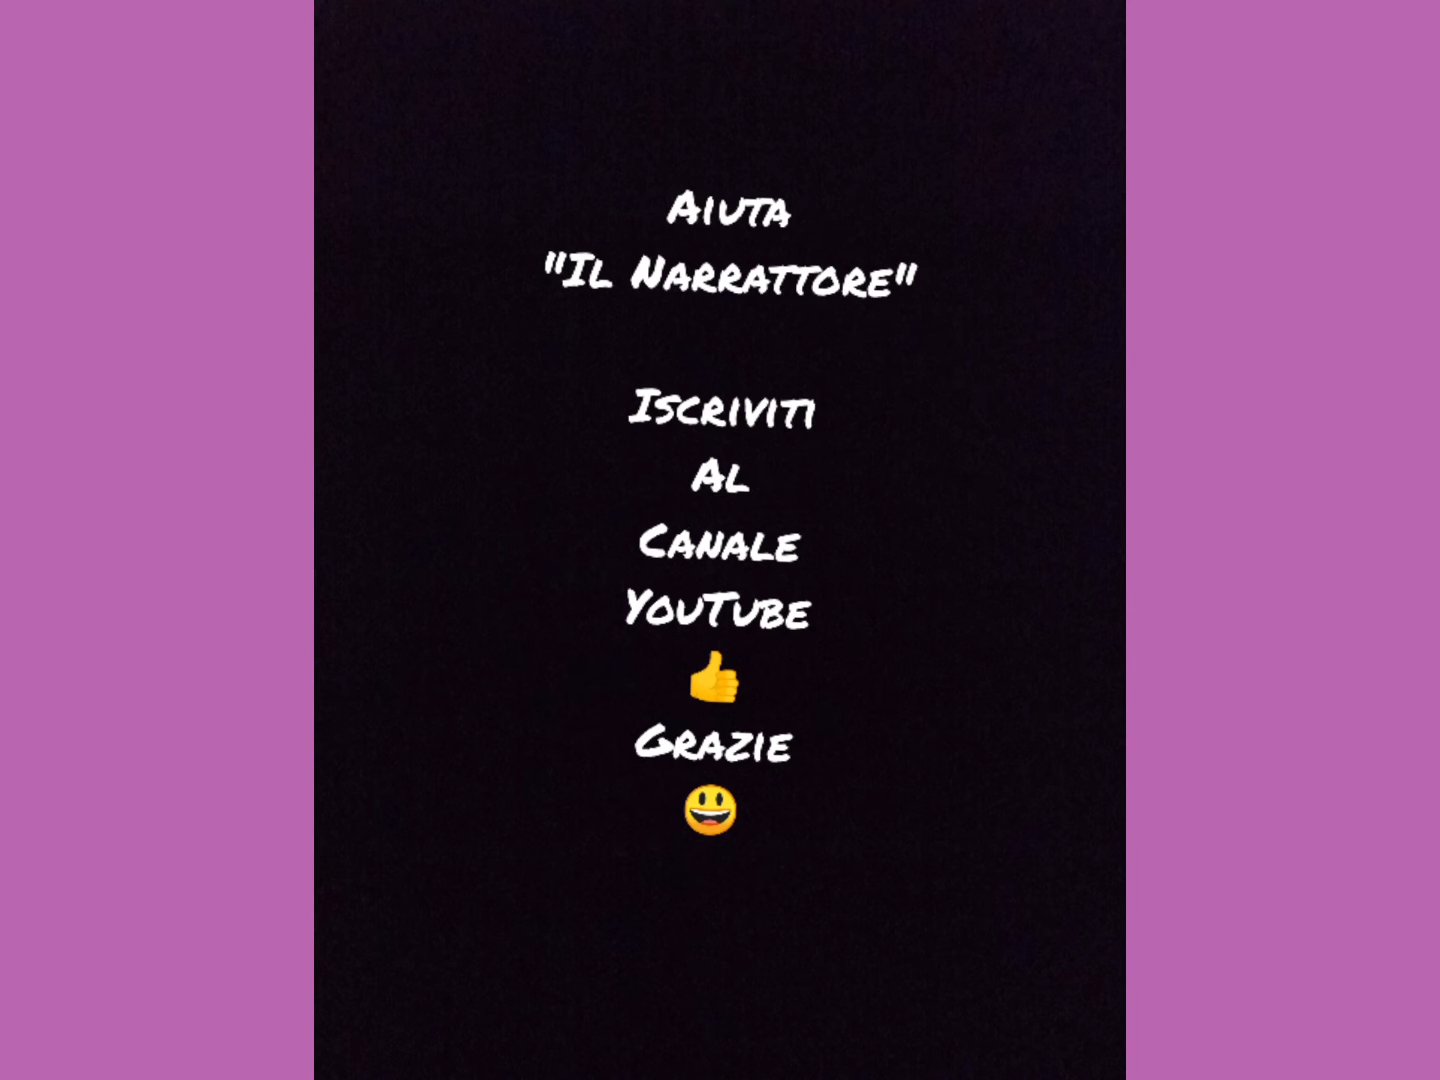 Aiuta
"Il Narrattore"
Iscriviti
Al
Canale
YouTube
👍
Grazie
😃